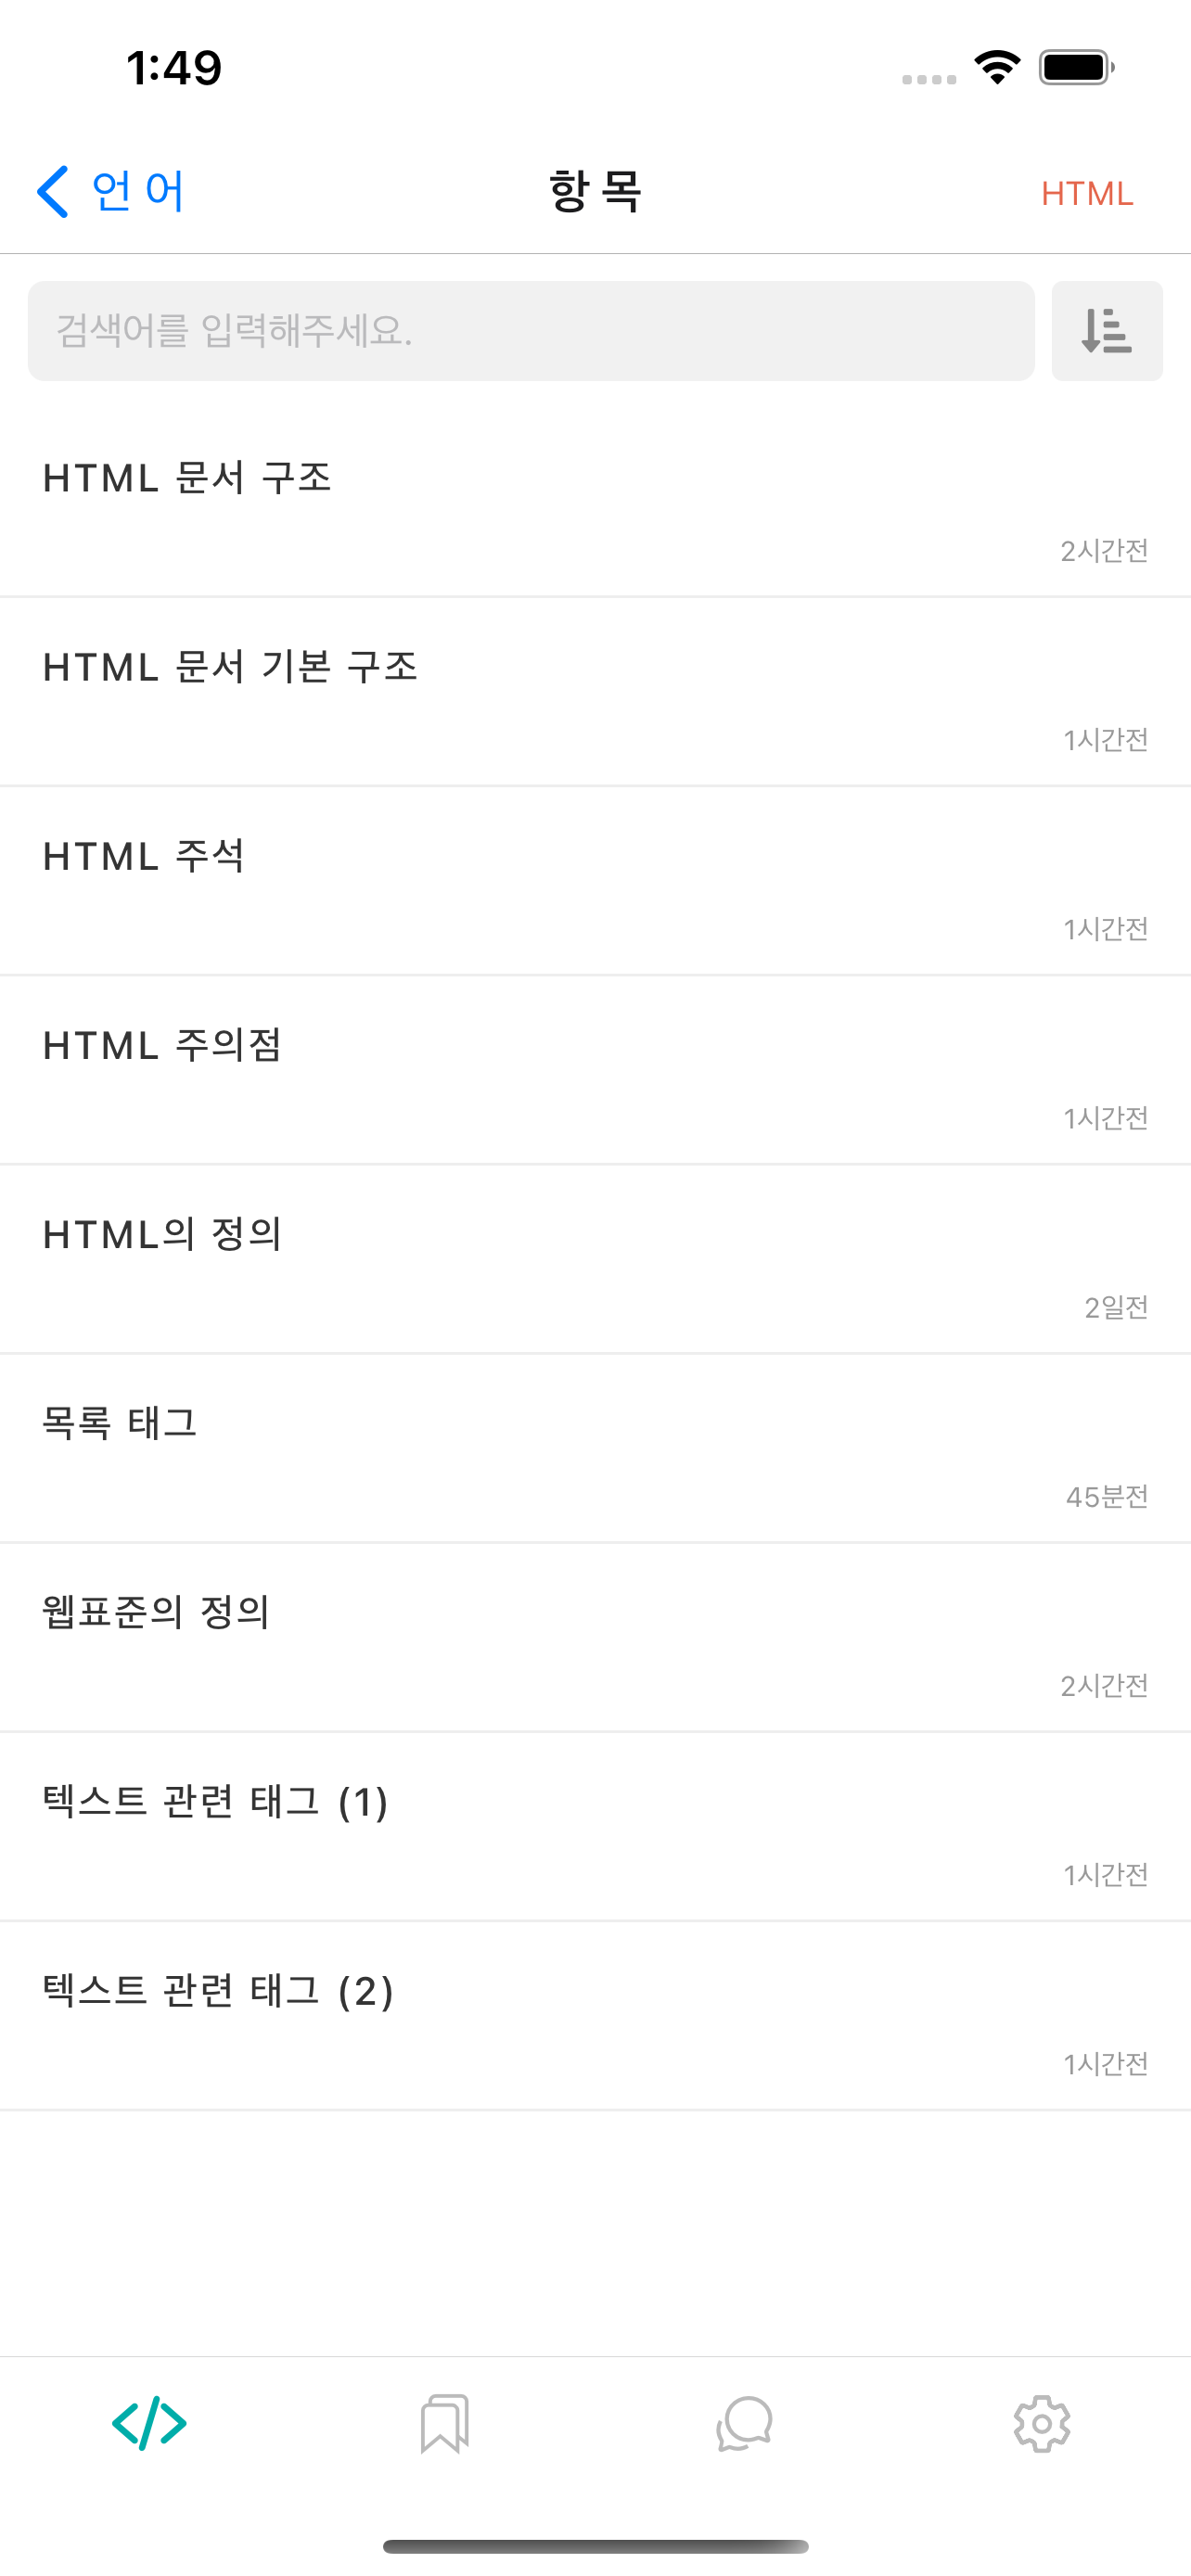 1:49
언어
항목
HTML
검색어를 입력해주세요.
HTML 문서 구조
2시간전
HTML 문서 기본 구조
1시간전
HTML 주석
1시간전
HTML 주의점
1시간전
HTML의 정의
2일전
목록 태그
45분전
웹표준의 정의
2시간전
텍스트 관련 태그 (1)
1시간전
텍스트 관련 태그 (2)
1시간전